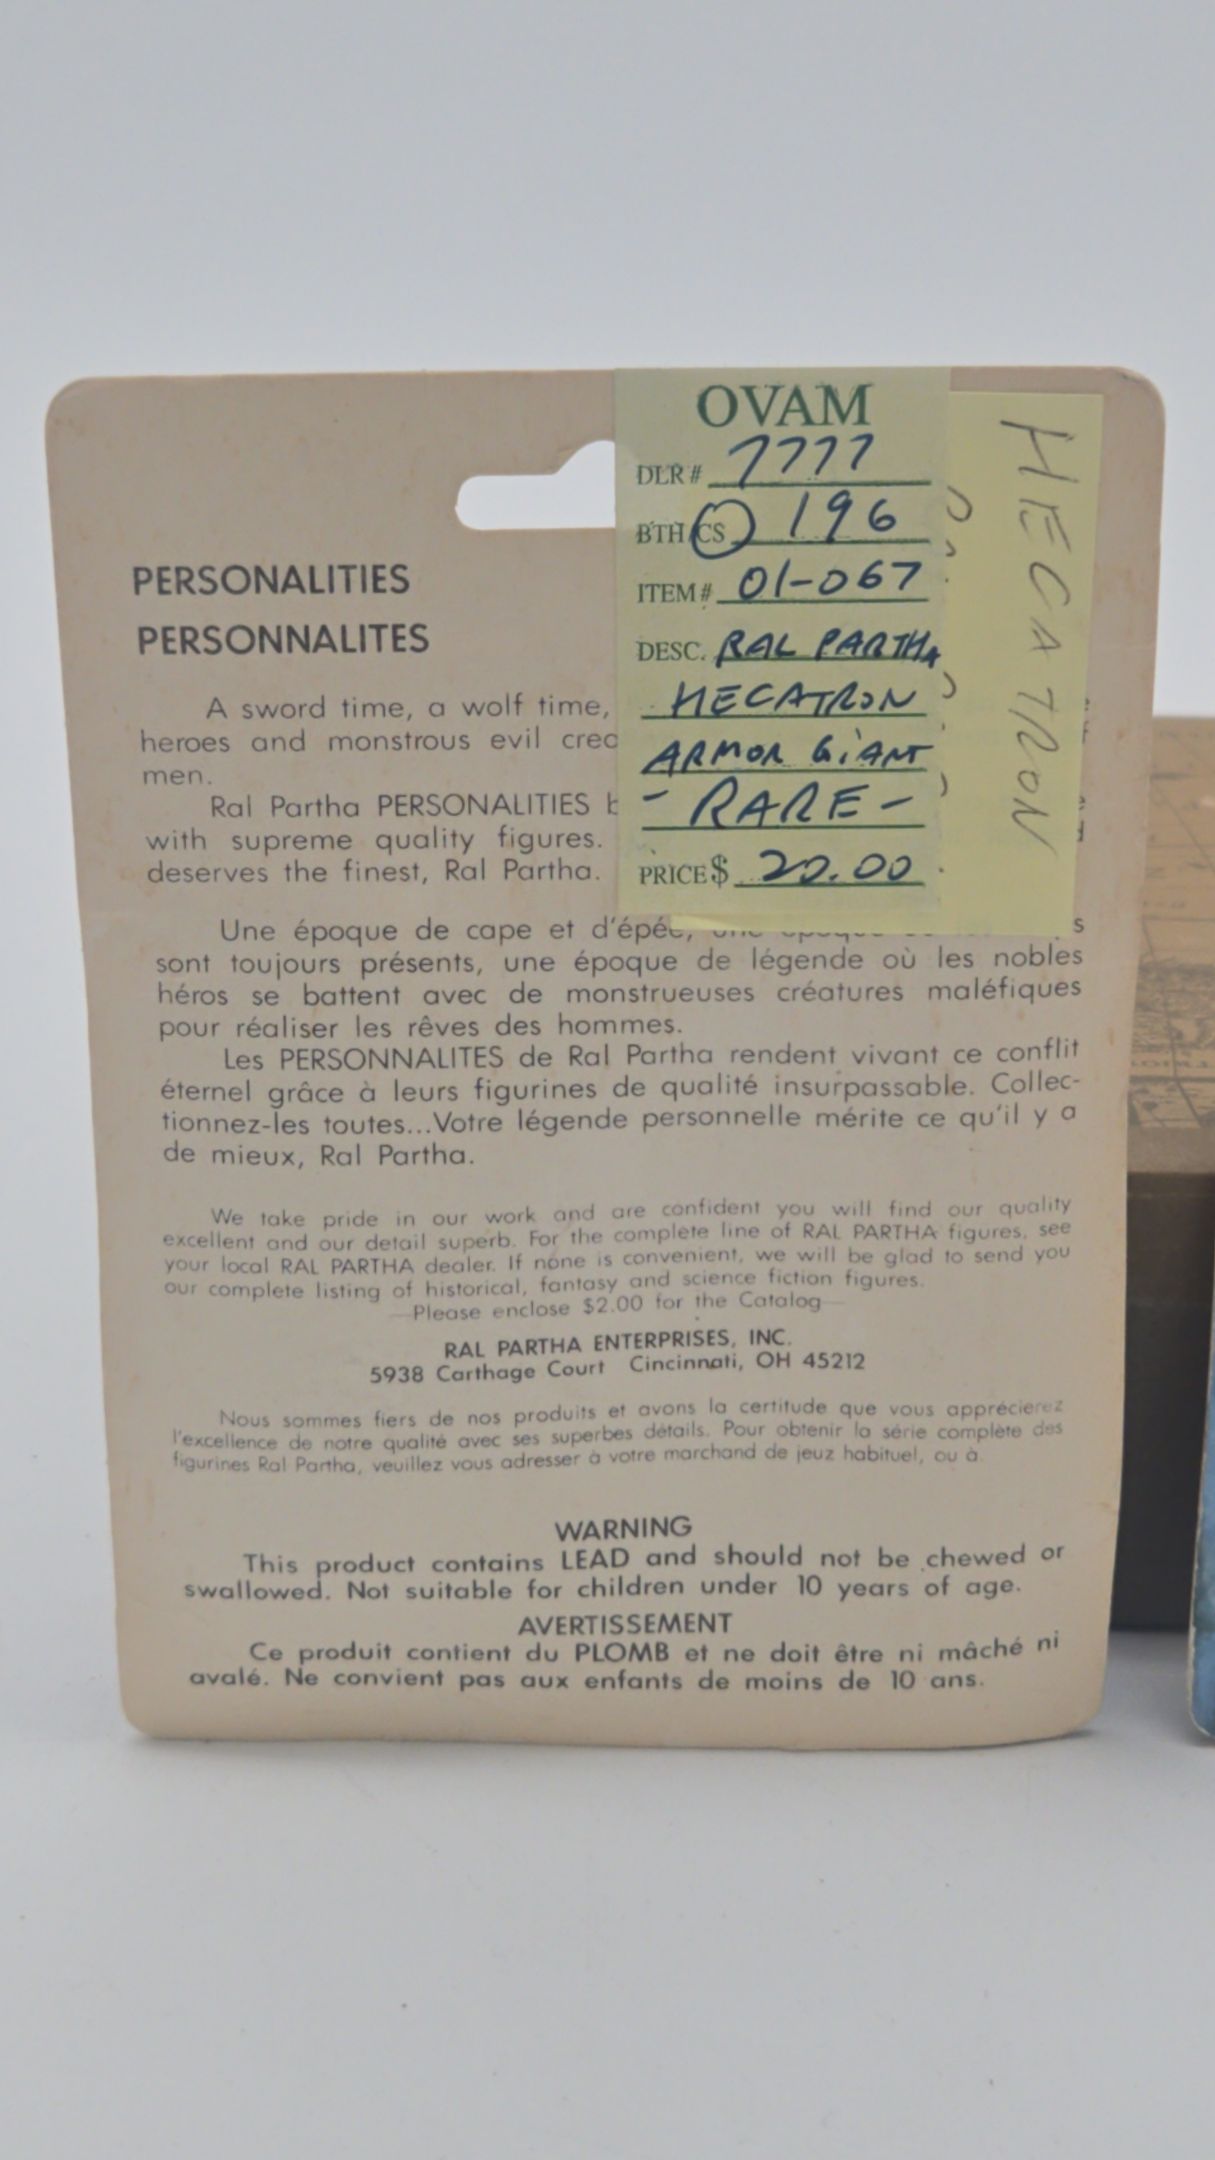 OVAM
DLR# 7777
BTH/CS 196
ITEM# 01-067
DESC. RAL PARTHA
HECATRON
ARMOR GiANT
- RARE -
PRICE $ 20.00
HECATRON
PERSONALITIES
PERSONNALITES
A sword time, a wolf time,
heroes and monstrous evil crea
men.
Ral Partha PERSONALITIES b
with supreme quality figures.
deserves the finest, Ral Partha.
Une époque de cape et d'épée, une époque
sont toujours présents, une époque de légende où les nobles
héros se battent avec de monstrueuses créatures maléfiques
pour réaliser les rêves des hommes.
Les PERSONNALITES de Ral Partha rendent vivant ce conflit
éternel grâce à leurs figurines de qualité insurpassable. Collec-
tionnez-les toutes...Votre légende personnelle mérite ce qu'il y a
de mieux, Ral Partha.
We take pride in our work and are confident you will find our quality
excellent and our detail superb. For the complete line of RAL PARTHA figures, see
your local RAL PARTHA dealer. If none is convenient, we will be glad to send you
our complete listing of historical, fantasy and science fiction figures.
—Please enclose $2.00 for the Catalog—
RAL PARTHA ENTERPRISES, INC.
5938 Carthage Court Cincinnati, OH 45212
Nous sommes fiers de nos produits et avons la certitude que vous apprécierez
l'excellence de notre qualité avec ses superbes détails. Pour obtenir la série complète des
figurines Ral Partha, veuillez vous adresser à votre marchand de jeuz habituel, ou à.
WARNING
This product contains LEAD and should not be chewed or
swallowed. Not suitable for children under 10 years of age.
AVERTISSEMENT
Ce produit contient du PLOMB et ne doit être ni mâché ni
avalé. Ne convient pas aux enfants de moins de 10 ans.